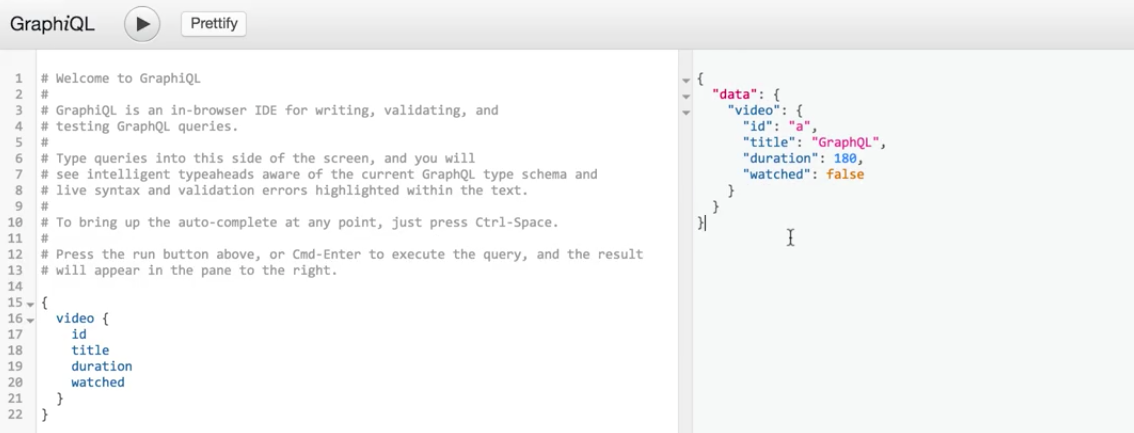 GraphiQL
Prettify
1 # Welcome to GraphiQL
2 #
3 # GraphiQL is an in-browser IDE for writing, validating, and
4 # testing GraphQL queries.
5 #
6 # Type queries into this side of the screen, and you will
7 # see intelligent typeaheads aware of the current GraphQL type schema and
8 # live syntax and validation errors highlighted within the text.
9 #
10 # To bring up the auto-complete at any point, just press Ctrl-Space.
11 #
12 # Press the run button above, or Cmd-Enter to execute the query, and the result
13 # will appear in the pane to the right.
14
15 {
16   video {
17     id
18     title
19     duration
20     watched
21   }
22 }
{
  "data": {
    "video": {
      "id": "a",
      "title": "GraphQL",
      "duration": 180,
      "watched": false
    }
  }
}